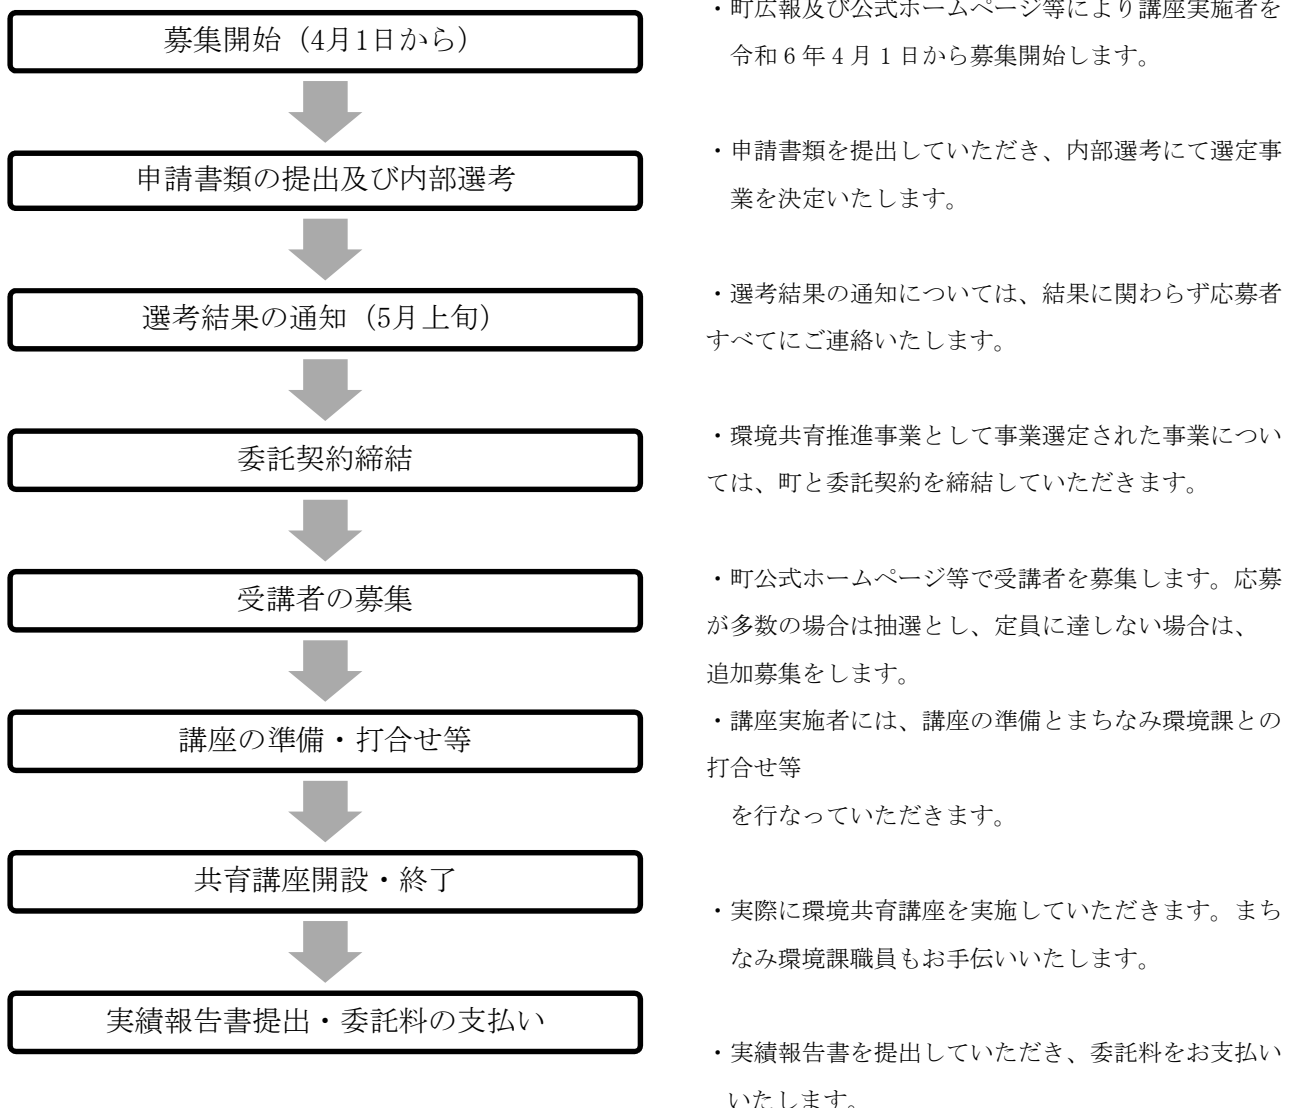 募集開始（4月1日から）
・町広報及び公式ホームページ等により講座実施者を
令和６年４月１日から募集開始します。
申請書類の提出及び内部選考
・申請書類を提出していただき、内部選考にて選定事
業を決定いたします。
選考結果の通知（5月上旬）
・選考結果の通知については、結果に関わらず応募者
すべてにご連絡いたします。
委託契約締結
・環境共育推進事業として事業選定された事業につい
ては、町と委託契約を締結していただきます。
受講者の募集
・町公式ホームページ等で受講者を募集します。応募
が多数の場合は抽選とし、定員に達しない場合は、
追加募集をします。
講座の準備・打合せ等
・講座実施者には、講座の準備とまちなみ環境課との
打合せ等
を行なっていただきます。
共育講座開設・終了
・実際に環境共育講座を実施していただきます。まち
なみ環境課職員もお手伝いいたします。
実績報告書提出・委託料の支払い
・実績報告書を提出していただき、委託料をお支払い
いたします。